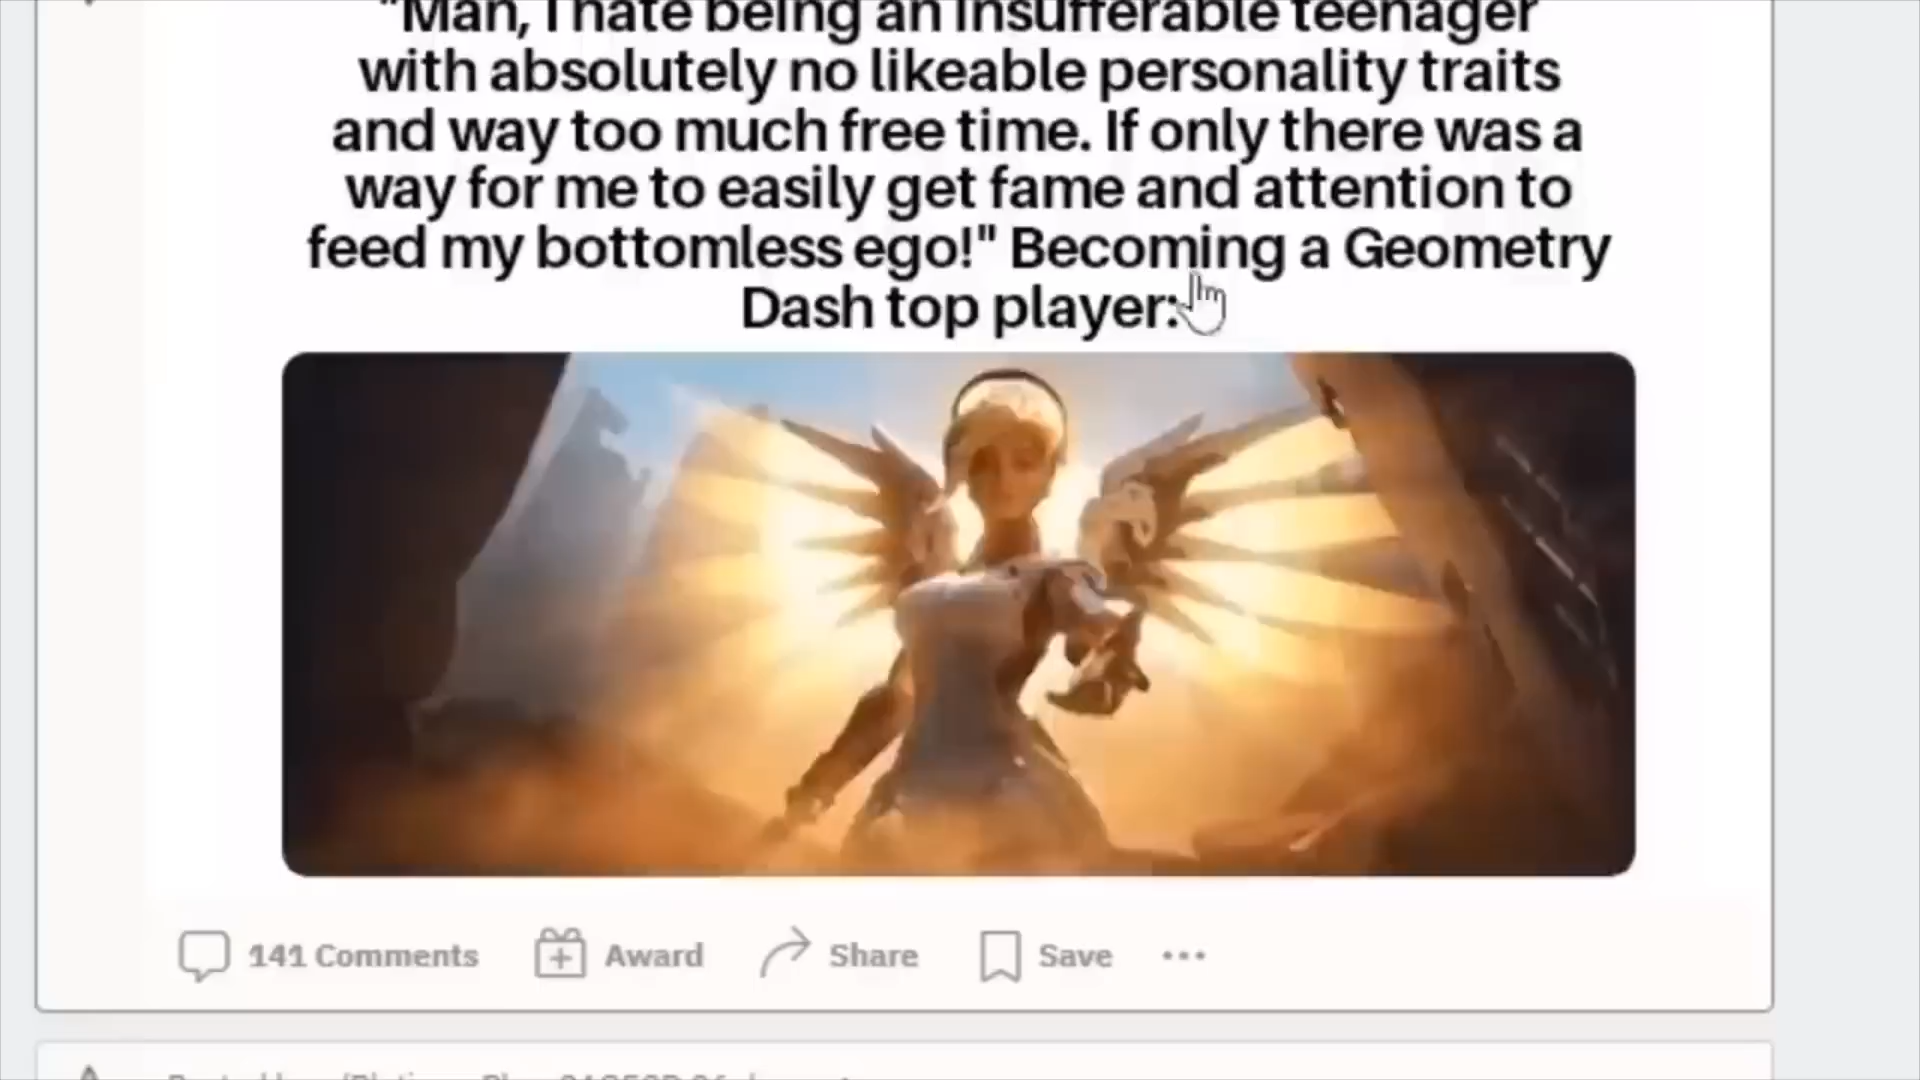 "Man, I hate being an insufferable teenager
with absolutely no likeable personality traits
and way too much free time. If only there was a
way for me to easily get fame and attention to
feed my bottomless ego!" Becoming a Geometry
Dash top player:
141 Comments Award Share Save